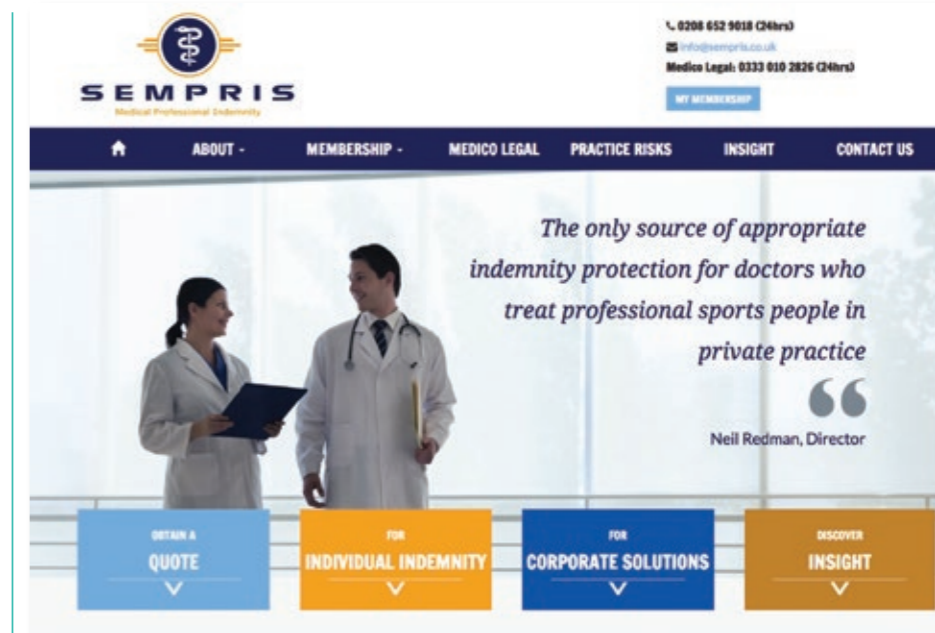 SEMPRIS
Medical Professional Indemnity
0208 652 9018 (24hrs)
info@sempris.co.uk
Medico Legal: 0333 010 2826 (24hrs)
MY MEMBERSHIP
ABOUT -
MEMBERSHIP -
MEDICO LEGAL
PRACTICE RISKS
INSIGHT
CONTACT US
The only source of appropriate
indemnity protection for doctors who
treat professional sports people in
private practice
“
Neil Redman, Director
OBTAIN A
QUOTE
FOR
INDIVIDUAL INDEMNITY
FOR
CORPORATE SOLUTIONS
DISCOVER
INSIGHT